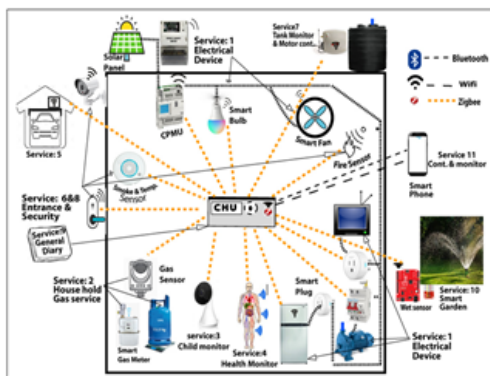 Solar
Panel
Service: 1
Electrical
Device
Service7
Tank Monitor
& Motor cont..
Bluetooth
Wifi
Zigbee
CPMU
Smart
Bulb
Smart Fan
Fire Sensor
Service: 5
Smoke & Temp.
Sensor
Service: 6&8
Entrance &
Security
Service:9
General
Diary
CHU
Service 11
Cont. & monitor
Smart
Phone
Service: 2
House hold
Gas service
Gas
Sensor
Smart
Gas Meter
service:3
Child monitor
Service:4
Health Monitor
Smart
Plug
Wet sensor
Service: 10
Smart
Garden
Service: 1
Electrical
Device